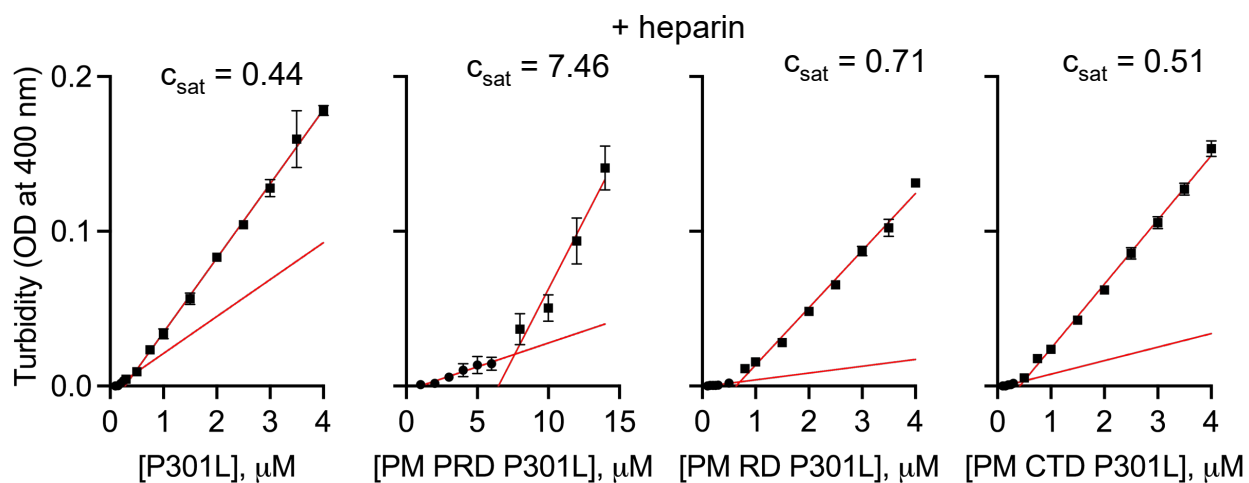 + heparin
c_sat = 0.44
c_sat = 7.46
c_sat = 0.71
c_sat = 0.51
Turbidity (OD at 400 nm)
0.2
0.1
0.0
0 1 2 3 4
0 5 10 15
0 1 2 3 4
0 1 2 3 4
[P301L], μM
[PM PRD P301L], μM
[PM RD P301L], μM
[PM CTD P301L], μM